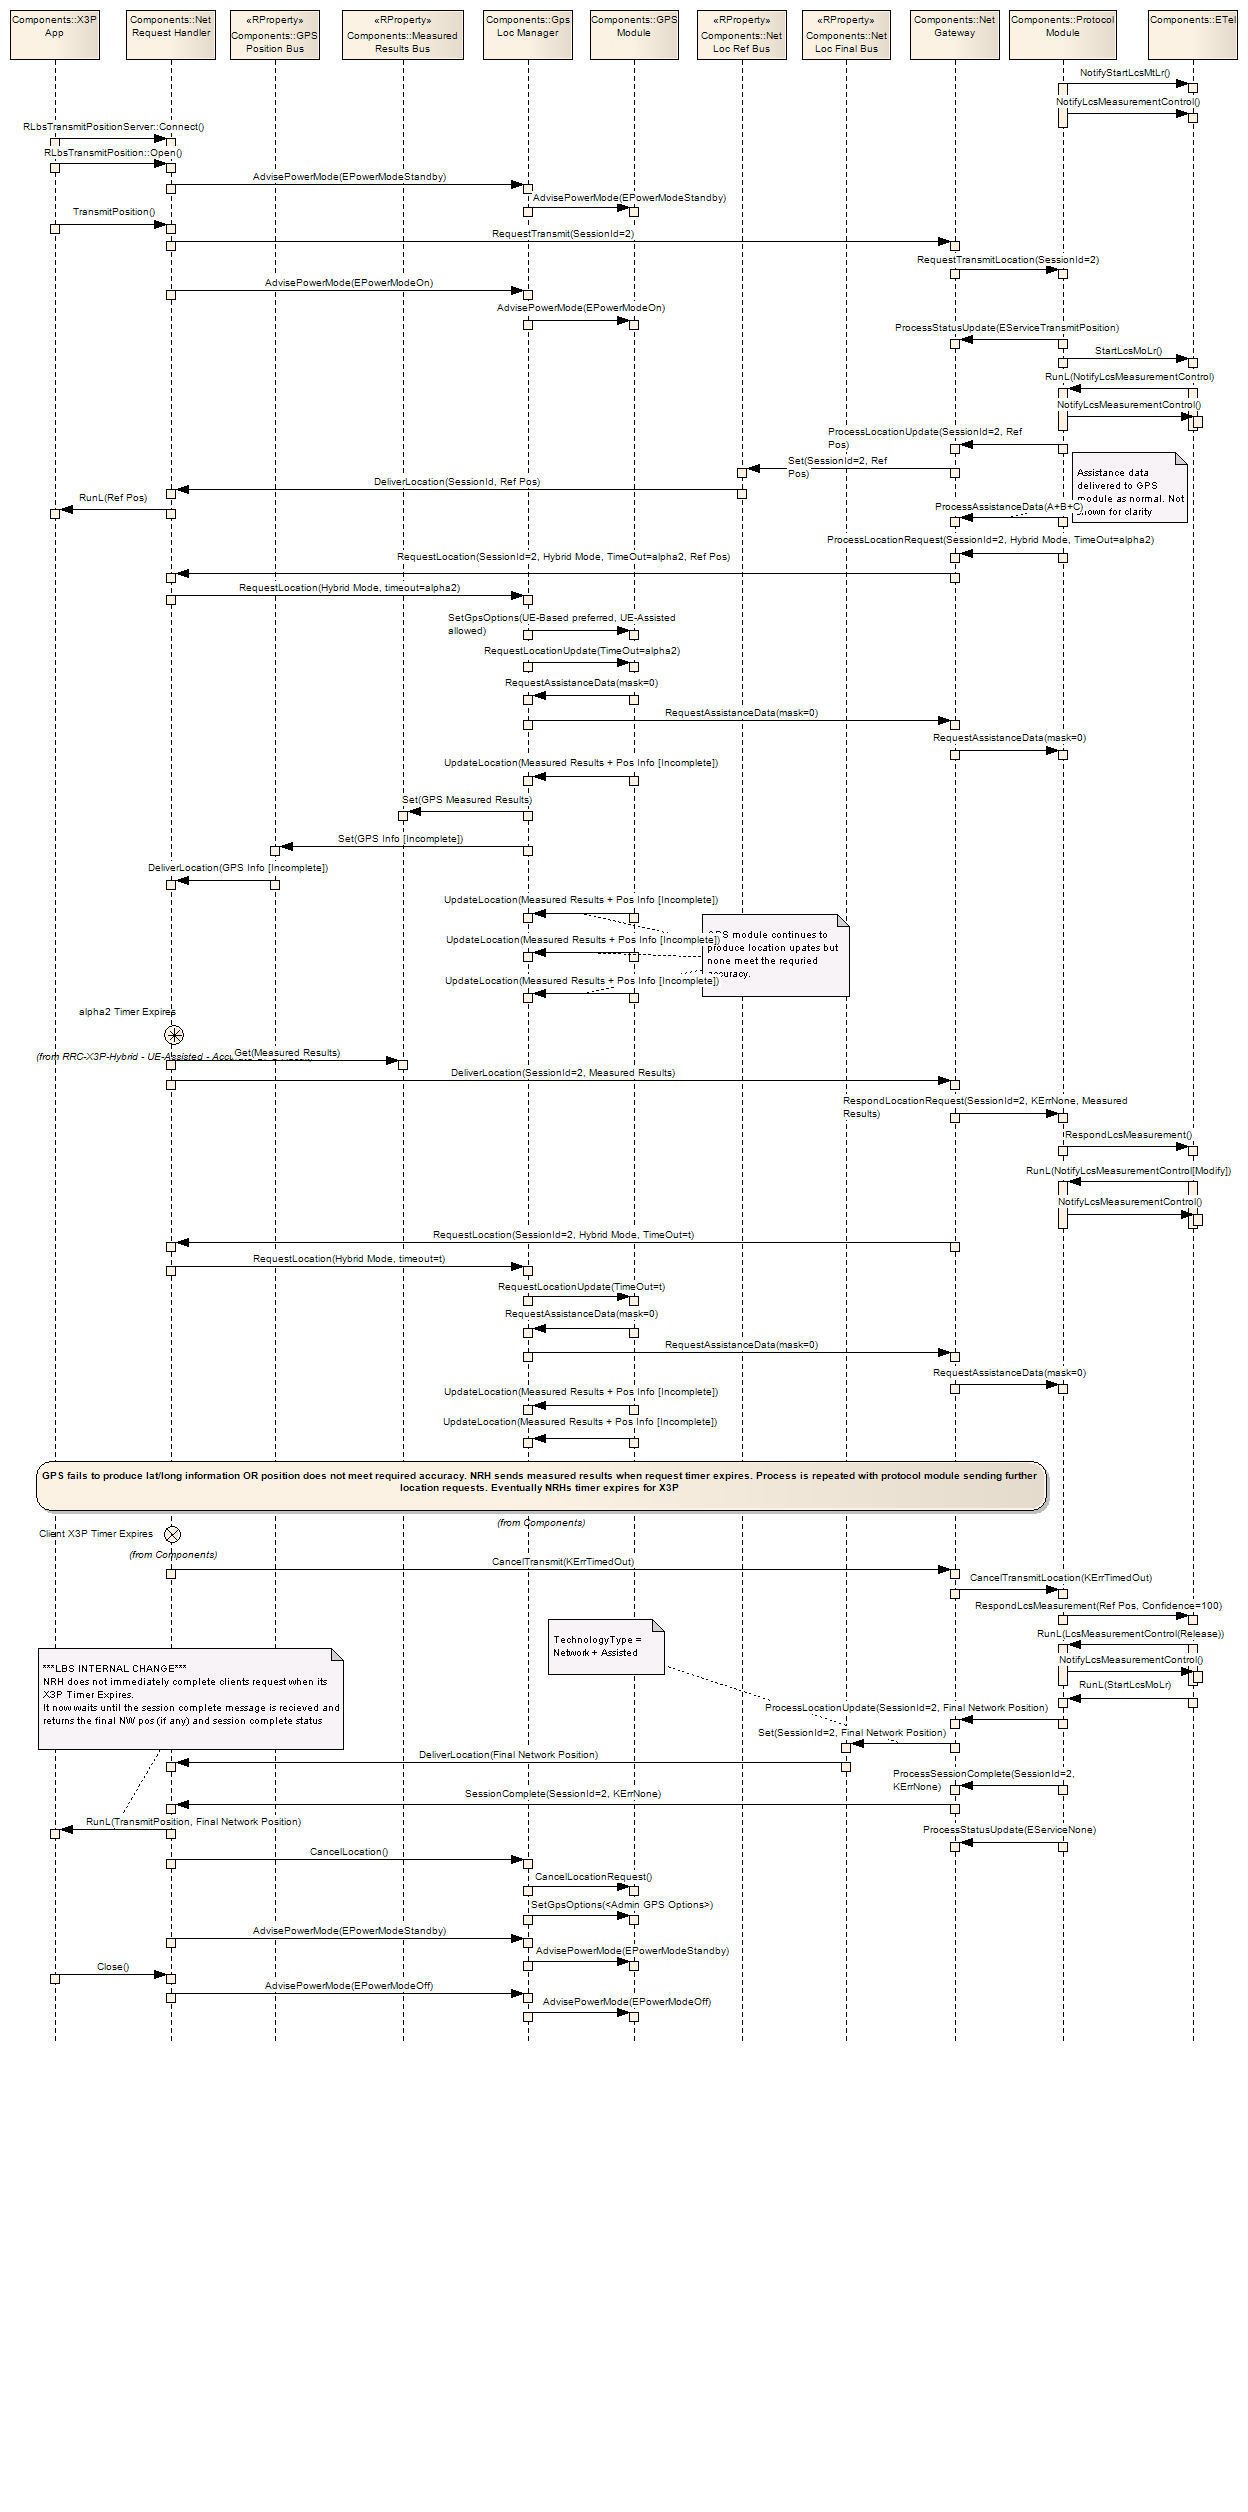 Components::X3P
App
Components::Net
Request Handler
«RProperty»
Components::GPS
Position Bus
«RProperty»
Components::Measured
Results Bus
Components::Gps
Loc Manager
Components::GPS
Module
«RProperty»
Components::Net
Loc Ref Bus
«RProperty»
Components::Net
Loc Final Bus
Components::Net
Gateway
Components::Protocol
Module
Components::ETel
NotifyStartLcsMtLr()
NotifyLcsMeasurementControl()
RLbsTransmitPositionServer::Connect()
RLbsTransmitPosition::Open()
AdvisePowerMode(EPowerModeStandby)
AdvisePowerMode(EPowerModeStandby)
TransmitPosition()
RequestTransmit(SessionId=2)
RequestTransmitLocation(SessionId=2)
AdvisePowerMode(EPowerModeOn)
AdvisePowerMode(EPowerModeOn)
ProcessStatusUpdate(EServiceTransmitPosition)
StartLcsMoLr()
RunL(NotifyLcsMeasurementControl)
NotifyLcsMeasurementControl()
ProcessLocationUpdate(SessionId=2, Ref
Pos)
Set(SessionId=2, Ref
Pos)
Assistance data
delivered to GPS
module as normal. Not
shown for clarity
DeliverLocation(SessionId, Ref Pos)
RunL(Ref Pos)
ProcessAssistanceData(A+B+C)
ProcessLocationRequest(SessionId=2, Hybrid Mode, TimeOut=alpha2)
RequestLocation(SessionId=2, Hybrid Mode, TimeOut=alpha2, Ref Pos)
RequestLocation(Hybrid Mode, timeout=alpha2)
SetGpsOptions(UE-Based preferred, UE-Assisted
allowed)
RequestLocationUpdate(TimeOut=alpha2)
RequestAssistanceData(mask=0)
RequestAssistanceData(mask=0)
RequestAssistanceData(mask=0)
UpdateLocation(Measured Results + Pos Info [Incomplete])
Set(GPS Measured Results)
Set(GPS Info [Incomplete])
DeliverLocation(GPS Info [Incomplete])
UpdateLocation(Measured Results + Pos Info [Incomplete])
UpdateLocation(Measured Results + Pos Info [Incomplete])
UpdateLocation(Measured Results + Pos Info [Incomplete])
GPS module continues to
produce location upates but
none meet the requried
accuracy.
alpha2 Timer Expires
(from RRC-X3P-Hybrid - UE-Assisted -
Get(Measured Results)
DeliverLocation(SessionId=2, Measured Results)
RespondLocationRequest(SessionId=2, KErrNone, Measured
Results)
RespondLcsMeasurement()
RunL(NotifyLcsMeasurementControl[Modify])
NotifyLcsMeasurementControl()
RequestLocation(SessionId=2, Hybrid Mode, TimeOut=t)
RequestLocation(Hybrid Mode, timeout=t)
RequestLocationUpdate(TimeOut=t)
RequestAssistanceData(mask=0)
RequestAssistanceData(mask=0)
RequestAssistanceData(mask=0)
UpdateLocation(Measured Results + Pos Info [Incomplete])
UpdateLocation(Measured Results + Pos Info [Incomplete])
GPS fails to produce lat/long information OR position does not meet required accuracy. NRH sends measured results when request timer expires. Process is repeated with protocol module sending further
location requests. Eventually NRHs timer expires for X3P
(from Components)
Client X3P Timer Expires
(from Components)
CancelTransmit(KErrTimedOut)
CancelTransmitLocation(KErrTimedOut)
RespondLcsMeasurement(Ref Pos, Confidence=100)
RunL(LcsMeasurementControl(Release))
NotifyLcsMeasurementControl()
RunL(StartLcsMoLr)
TechnologyType =
Network + Assisted
***LBS INTERNAL CHANGE***
NRH does not immediately complete clients request when its
X3P Timer Expires.
It now waits until the session complete message is recieved and
returns the final NW pos (if any) and session complete status
ProcessLocationUpdate(SessionId=2, Final Network Position)
Set(SessionId=2, Final Network Position)
DeliverLocation(Final Network Position)
ProcessSessionComplete(SessionId=2,
KErrNone)
SessionComplete(SessionId=2, KErrNone)
RunL(TransmitPosition, Final Network Position)
ProcessStatusUpdate(EServiceNone)
CancelLocation()
CancelLocationRequest()
SetGpsOptions(<Admin GPS Options>)
AdvisePowerMode(EPowerModeStandby)
AdvisePowerMode(EPowerModeStandby)
Close()
AdvisePowerMode(EPowerModeOff)
AdvisePowerMode(EPowerModeOff)